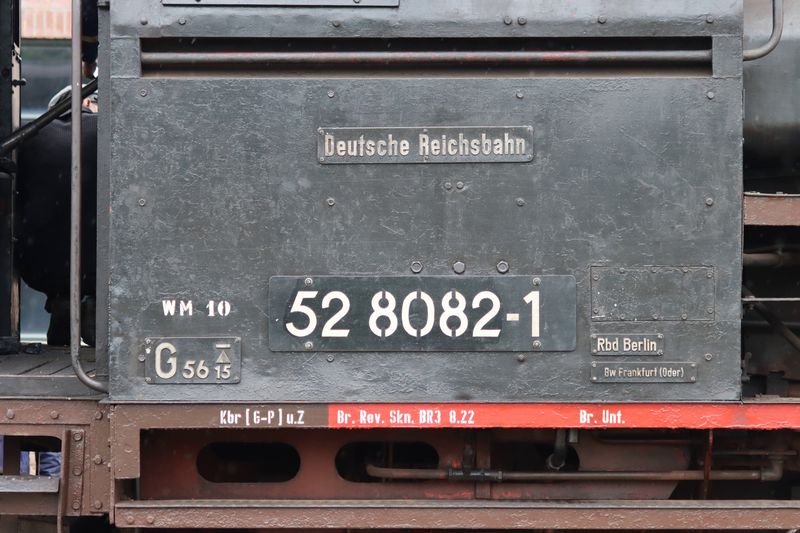 Deutsche Reichsbahn
WM 10
52 8082-1
Rbd Berlin
G 56 15
Bw Frankfurt (Oder)
Kbr [G-P] u.Z Br. Rev. Skn. BR3 8.22 Br. Unt.